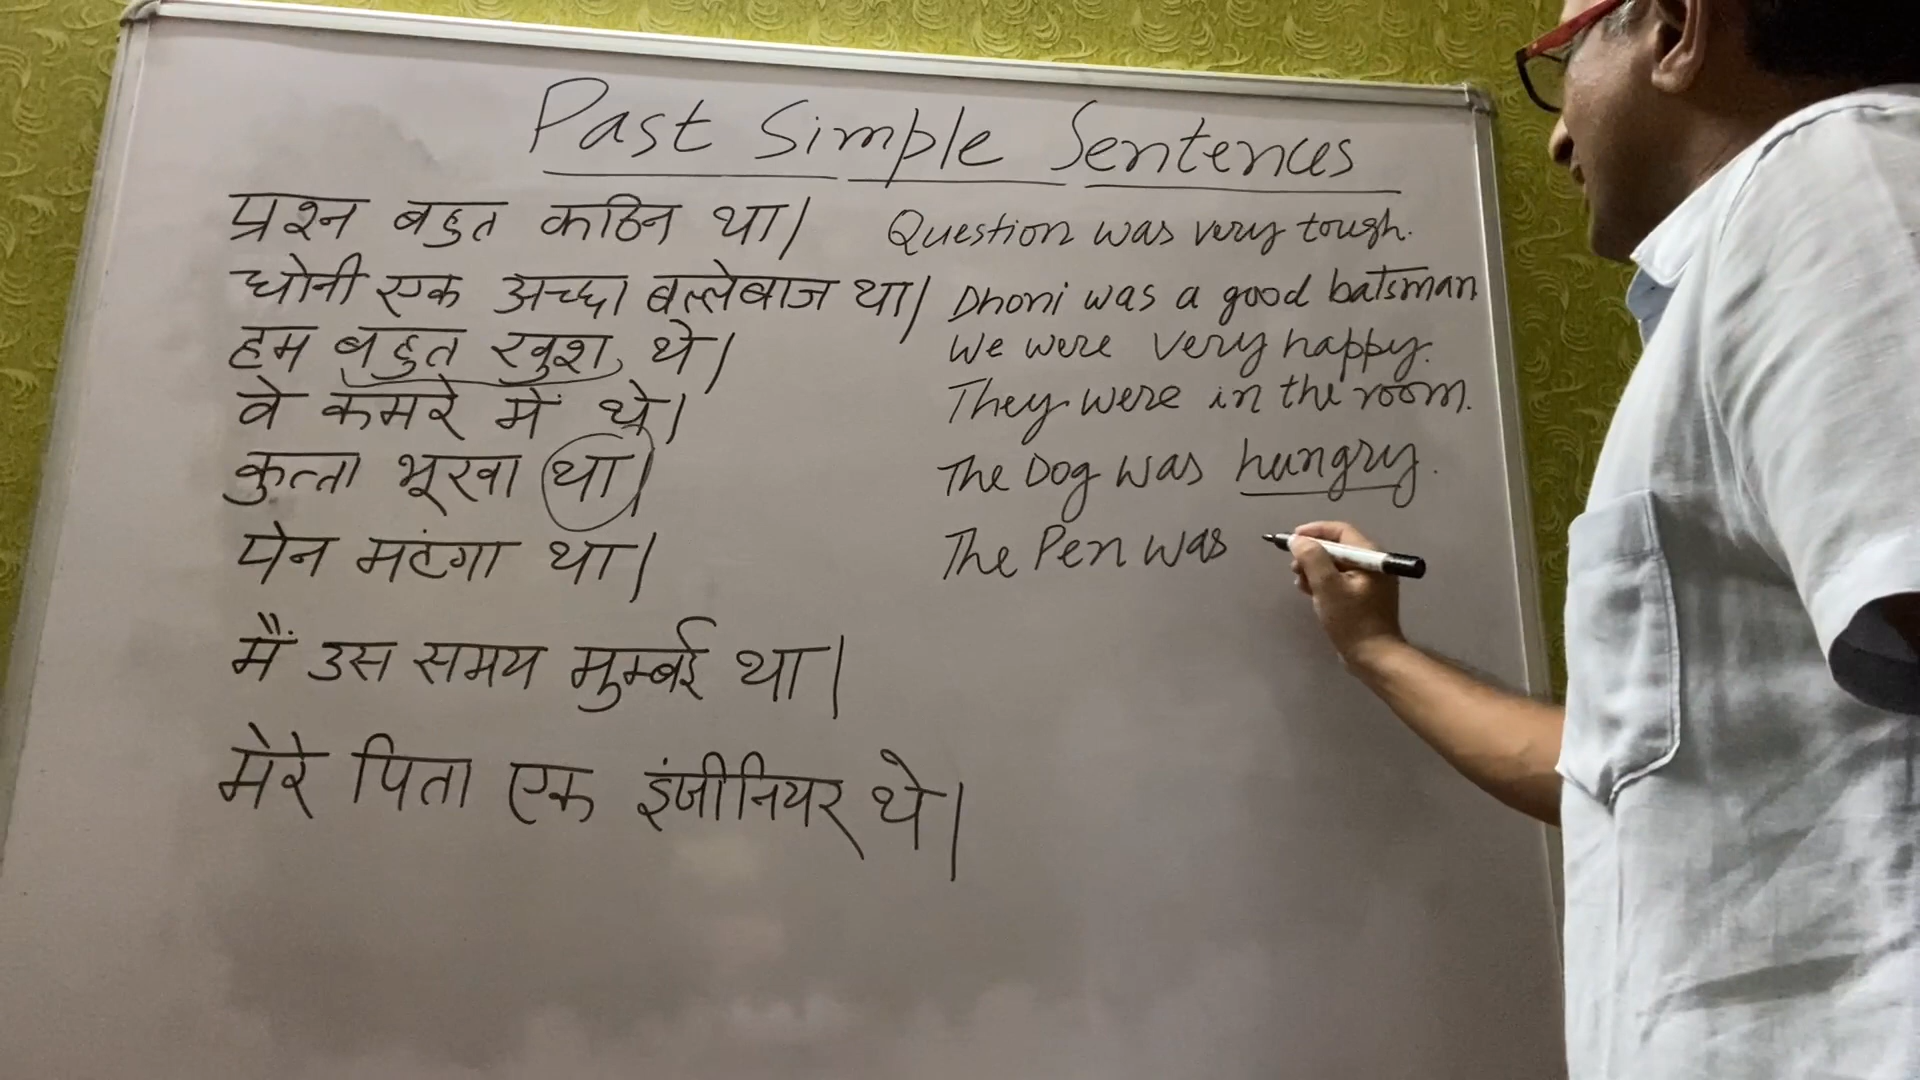 Past Simple Sentences
प्रश्न बहुत कठिन था। Question was very tough.
धोनी एक अच्छा बल्लेबाज था। Dhoni was a good batsman
हम बहुत खुश थे। We were very happy.
वे कमरे में थे। They were in the room.
कुत्ता भूखा था। The Dog was hungry.
पेन महंगा था। The Pen was
मैं उस समय मुम्बई था।
मेरे पिता एक इंजीनियर थे।